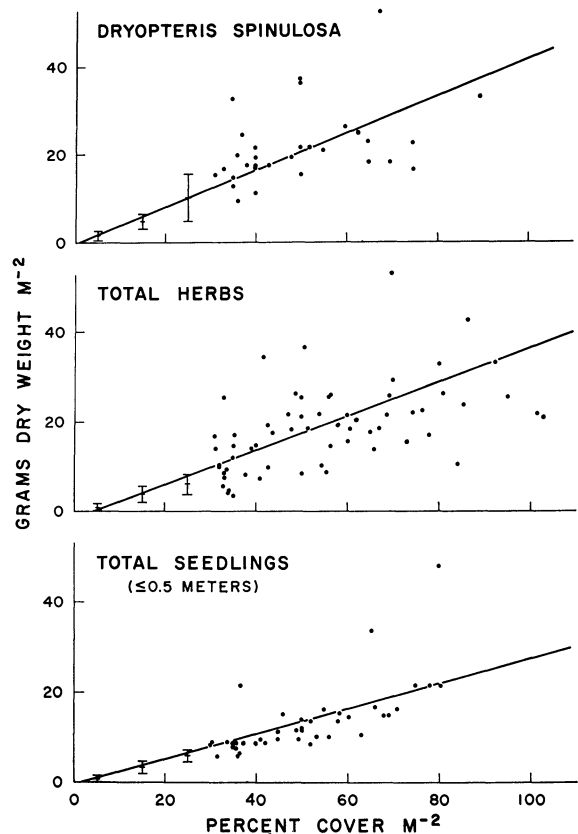 DRYOPTERIS SPINULOSA
40
20
0
TOTAL HERBS
40
20
0
TOTAL SEEDLINGS
(≤0.5 METERS)
40
20
0
0 20 40 60 80 100
PERCENT COVER M⁻²
GRAMS DRY WEIGHT M⁻²